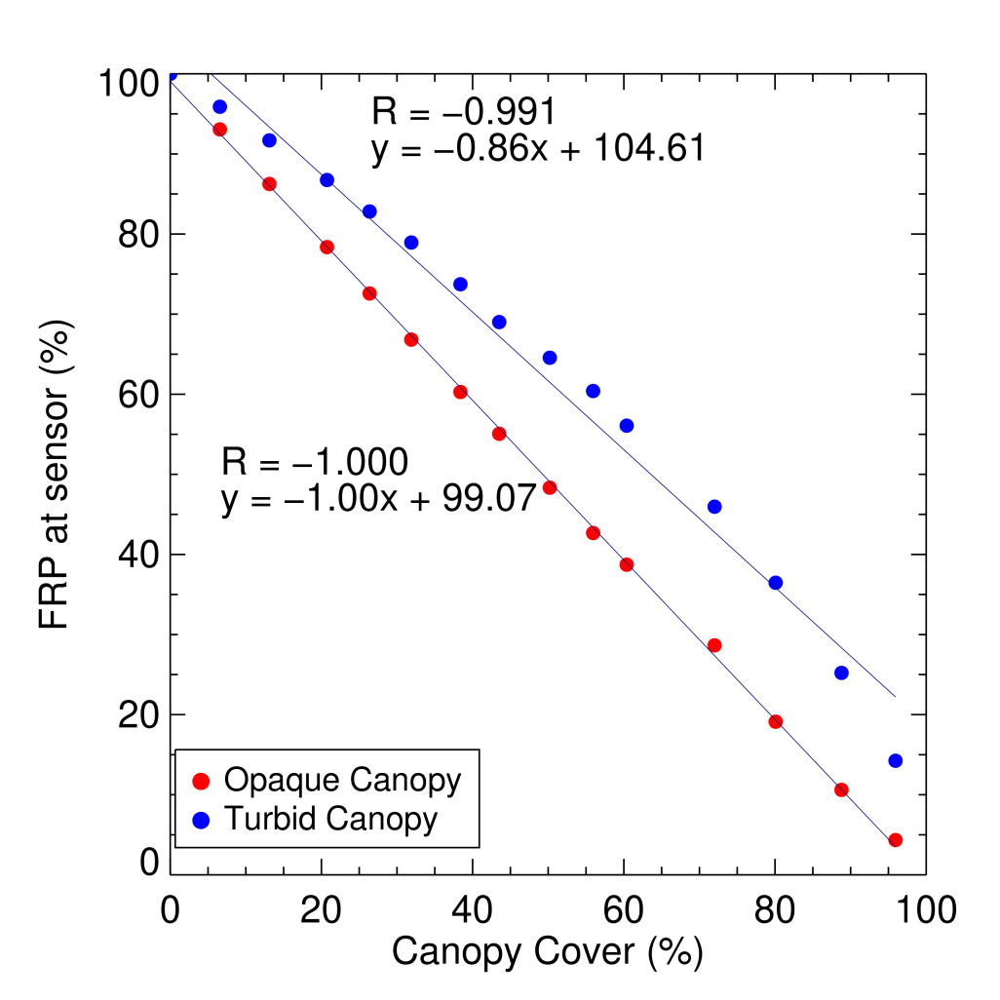 100
80
60
40
20
0
FRP at sensor (%)
R = −0.991
y = −0.86x + 104.61
R = −1.000
y = −1.00x + 99.07
Opaque Canopy
Turbid Canopy
0 20 40 60 80 100
Canopy Cover (%)